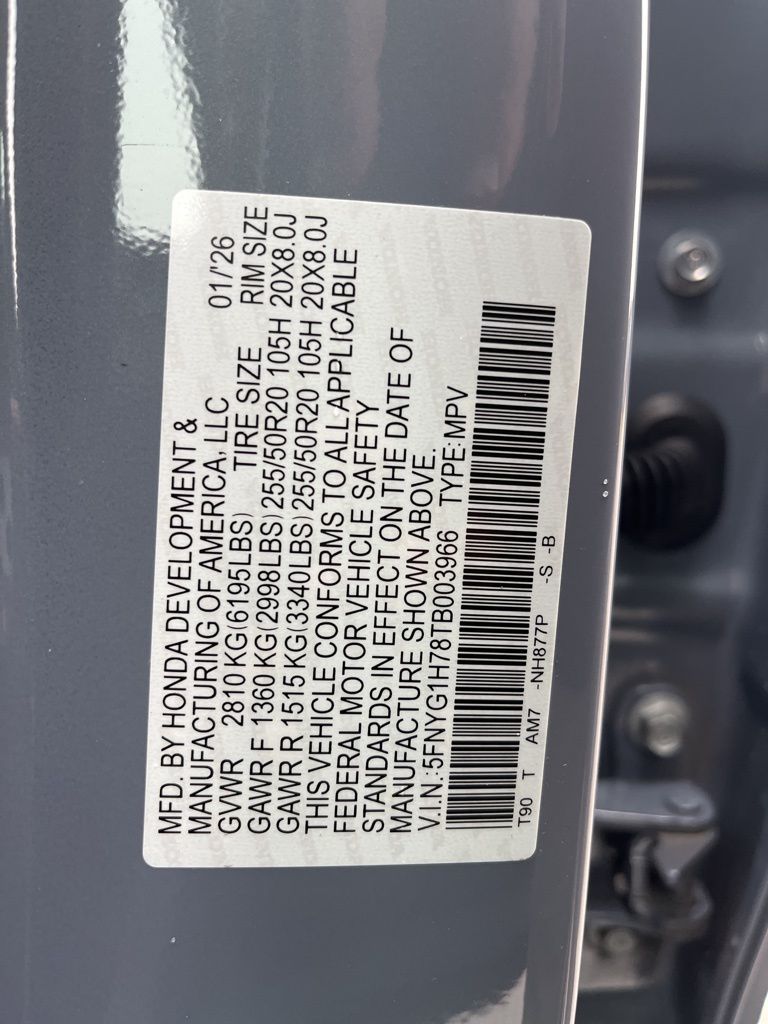 MFD. BY HONDA DEVELOPMENT &
MANUFACTURING OF AMERICA, LLC 01/'26
GVWR 2810 KG(6195LBS) TIRE SIZE RIM SIZE
GAWR F 1360 KG(2998LBS) 255/50R20 105H 20X8.0J
GAWR R 1515 KG(3340LBS) 255/50R20 105H 20X8.0J
THIS VEHICLE CONFORMS TO ALL APPLICABLE
FEDERAL MOTOR VEHICLE SAFETY
STANDARDS IN EFFECT ON THE DATE OF
MANUFACTURE SHOWN ABOVE.
V.I.N.:5FNYG1H78TB003966 TYPE:MPV
T90 T AM7 -NH877P -S -B